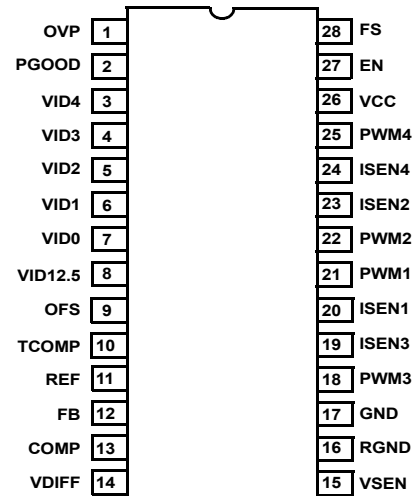 OVP 1 28 FS
PGOOD 2 27 EN
VID4 3 26 VCC
VID3 4 25 PWM4
VID2 5 24 ISEN4
VID1 6 23 ISEN2
VID0 7 22 PWM2
VID12.5 8 21 PWM1
OFS 9 20 ISEN1
TCOMP 10 19 ISEN3
REF 11 18 PWM3
FB 12 17 GND
COMP 13 16 RGND
VDIFF 14 15 VSEN